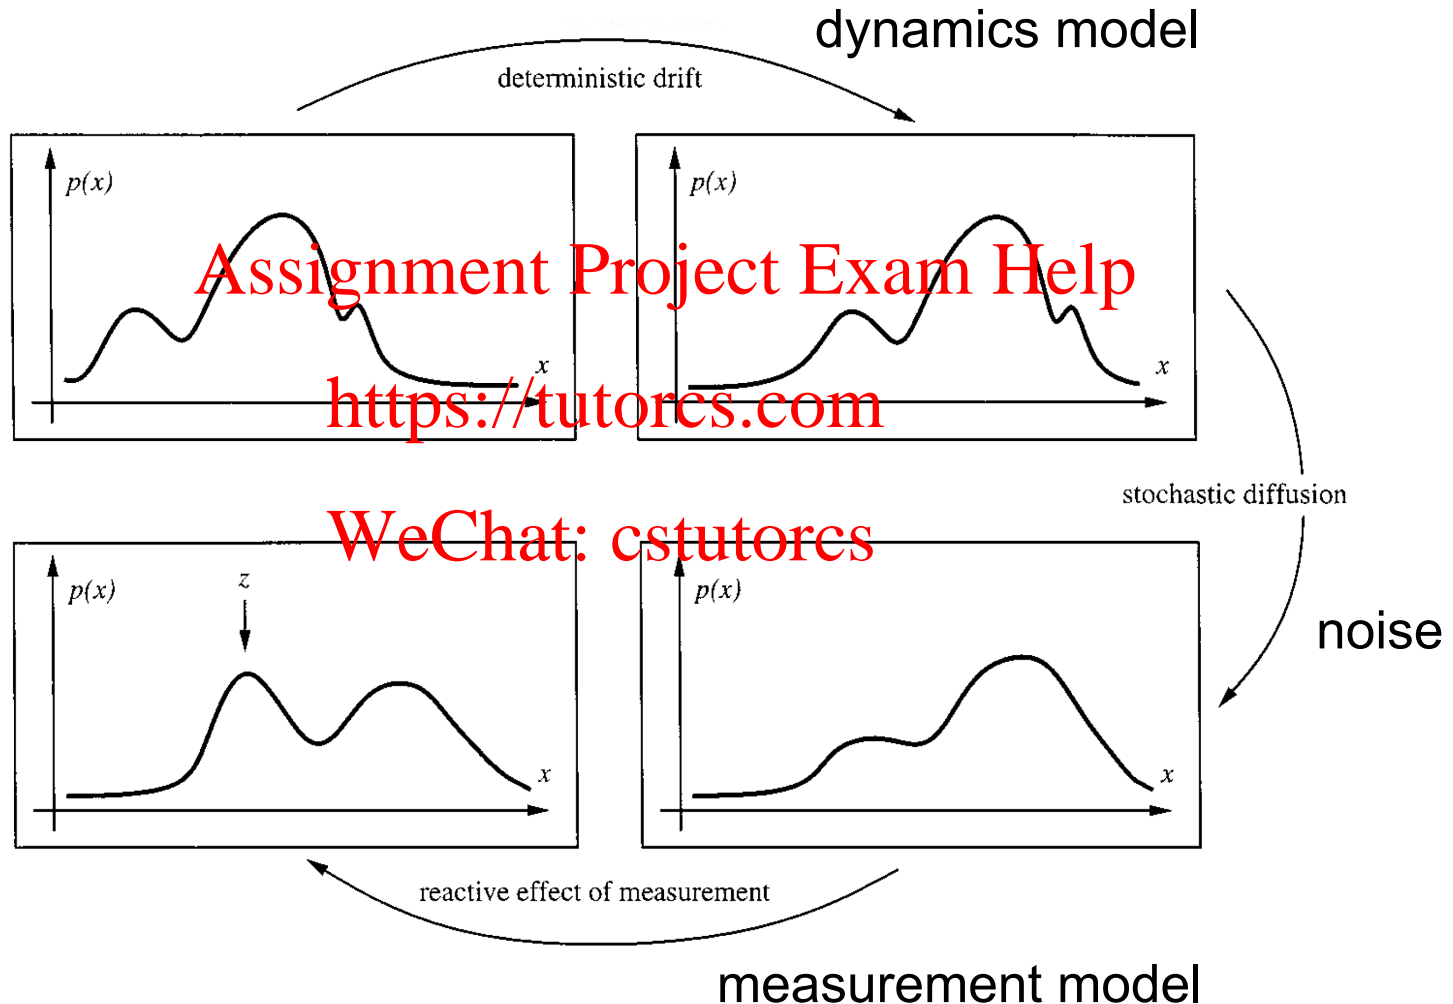 dynamics model
deterministic drift
p(x)
p(x)
Assignment Project Exam Help
x
x
https://tutorcs.com
stochastic diffusion
WeChat: cstutorcs
p(x)
z
p(x)
noise
x
x
reactive effect of measurement
measurement model